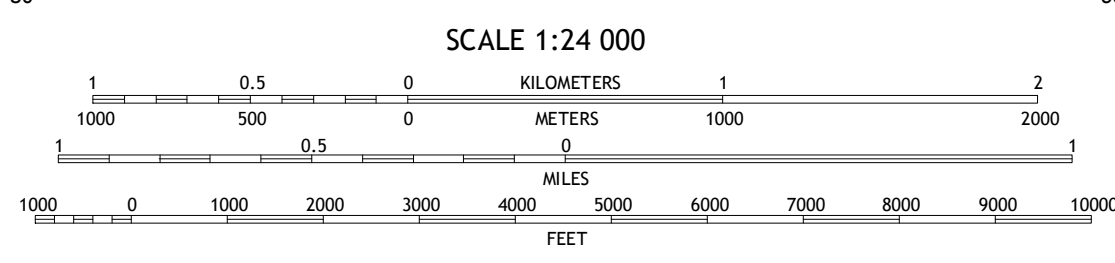 SCALE 1:24 000
1 0.5 0 KILOMETERS 1 2
1000 500 0 METERS 1000 2000
1 0.5 0 1
MILES
1000 0 1000 2000 3000 4000 5000 6000 7000 8000 9000 10000
FEET